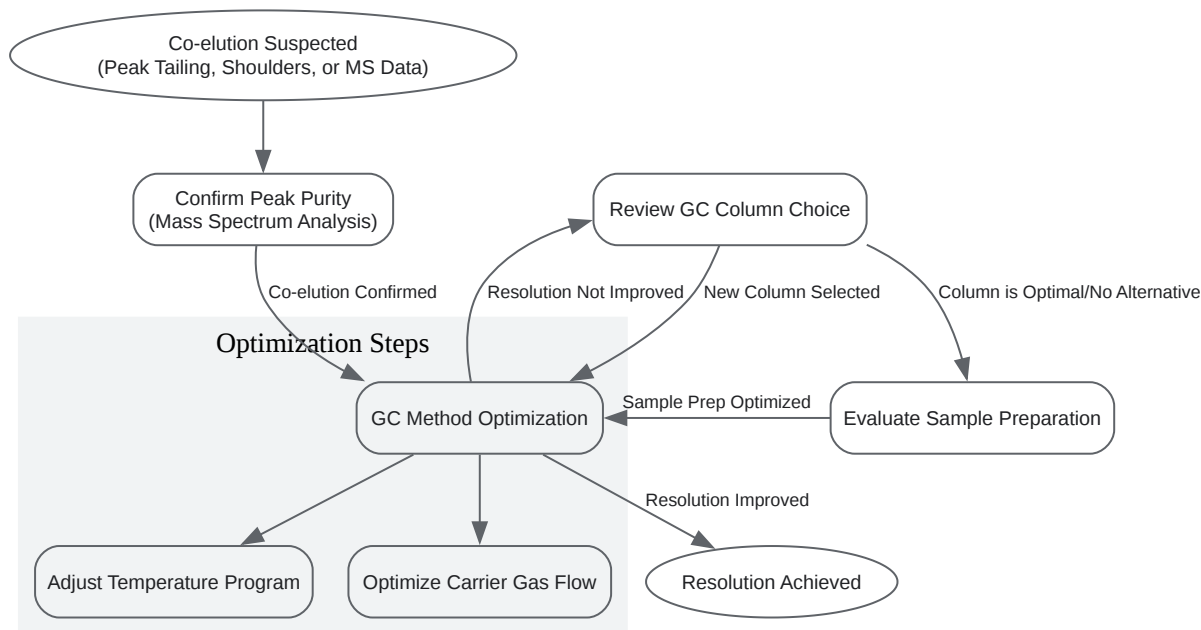 Co-elution Suspected
(Peak Tailing, Shoulders, or MS Data)
Confirm Peak Purity
(Mass Spectrum Analysis)
Review GC Column Choice
Co-elution Confirmed
Resolution Not Improved
New Column Selected
Column is Optimal/No Alternative
Optimization Steps
GC Method Optimization
Sample Prep Optimized
Evaluate Sample Preparation
Resolution Improved
Adjust Temperature Program
Optimize Carrier Gas Flow
Resolution Achieved